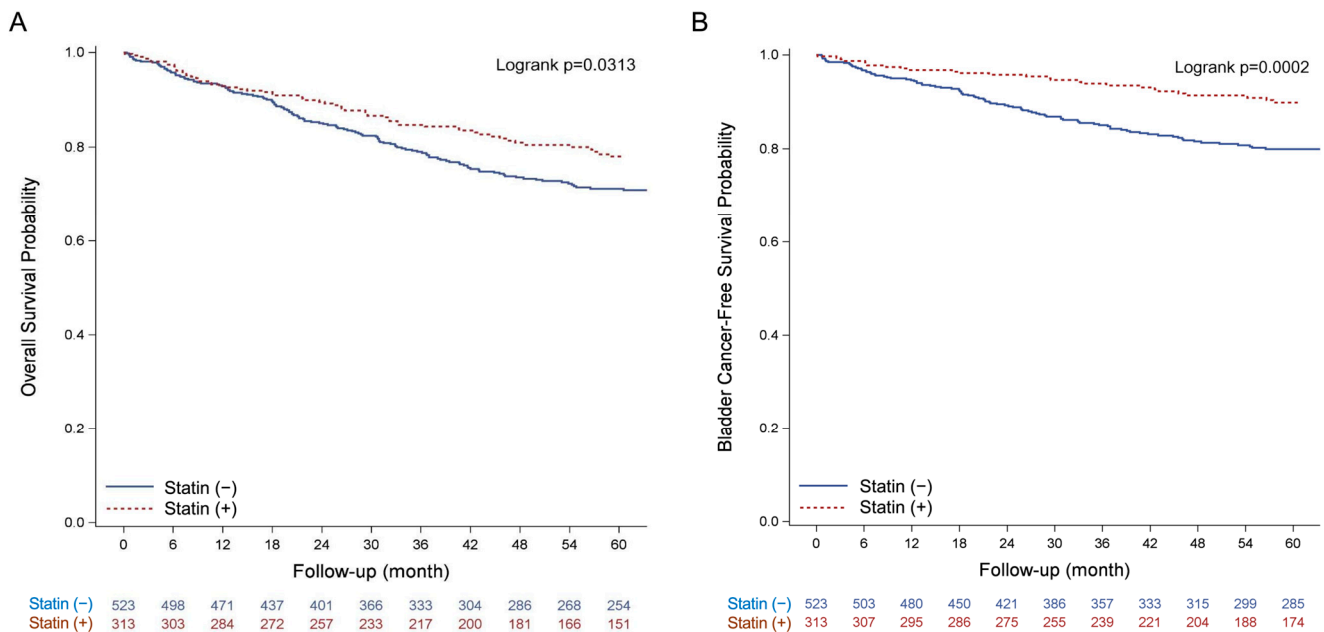 A
Logrank p=0.0313
Overall Survival Probability
1.0
0.8
0.6
0.4
0.2
0.0
Statin (−)
Statin (+)
0 6 12 18 24 30 36 42 48 54 60
Follow-up (month)
Statin (−) 523 498 471 437 401 366 333 304 286 268 254
Statin (+) 313 303 284 272 257 233 217 200 181 166 151
B
Logrank p=0.0002
Bladder Cancer-Free Survival Probability
1.0
0.8
0.6
0.4
0.2
0.0
Statin (−)
Statin (+)
0 6 12 18 24 30 36 42 48 54 60
Follow-up (month)
Statin (−) 523 503 480 450 421 386 357 333 315 299 285
Statin (+) 313 307 295 286 275 255 239 221 204 188 174